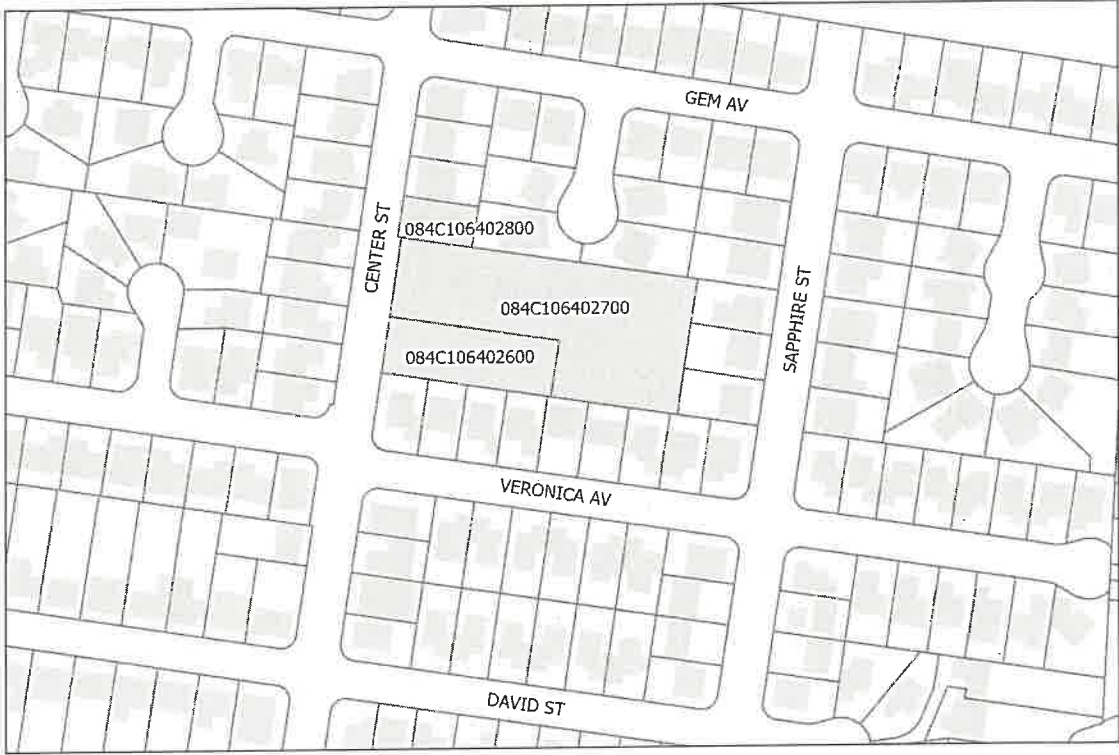 GEM AV
084C106402800
CENTER ST
084C106402700
SAPPHIRE ST
084C106402600
VERONICA AV
DAVID ST